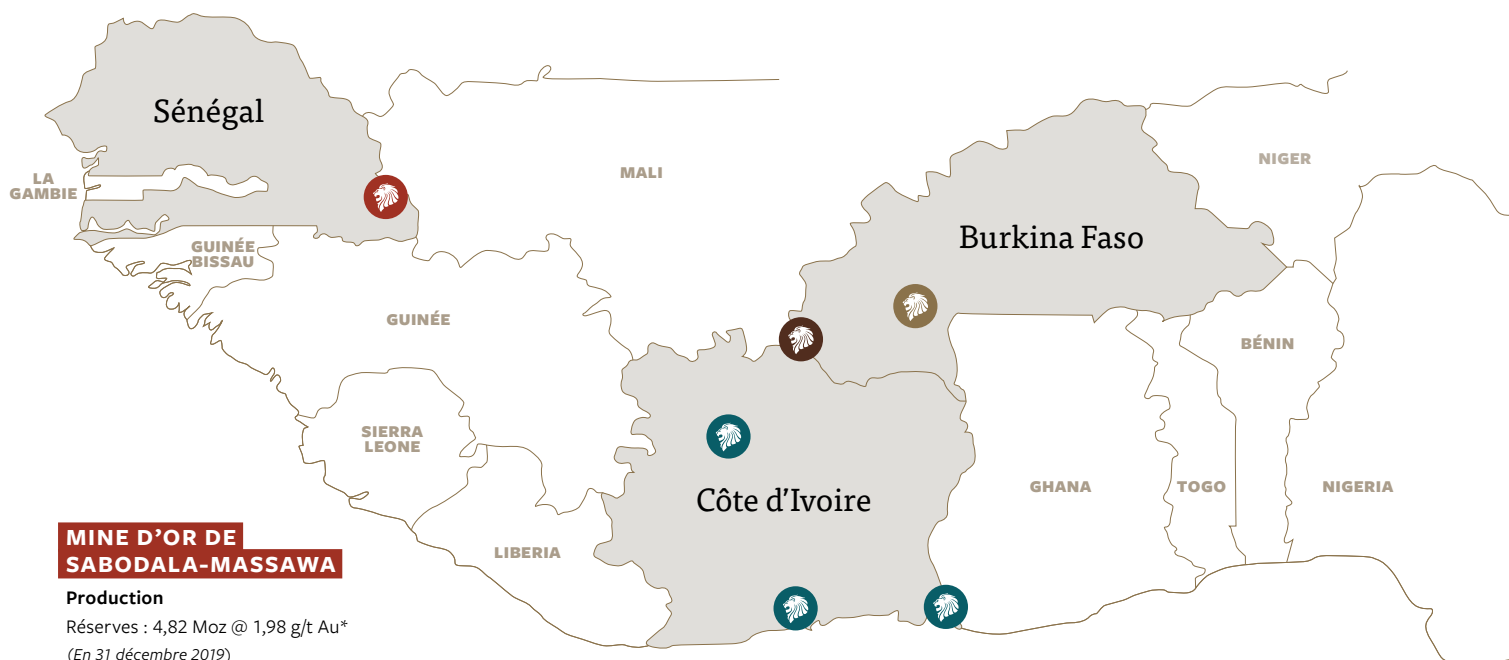 Sénégal
LA
GAMBIE
MALI
NIGER
GUINÉE
BISSAU
Burkina Faso
GUINÉE
BÉNIN
SIERRA
LEONE
Côte d’Ivoire
GHANA
TOGO
NIGERIA
LIBERIA
MINE D’OR DE
SABODALA-MASSAWA
Production
Réserves : 4,82 Moz @ 1,98 g/t Au*
(En 31 décembre 2019)